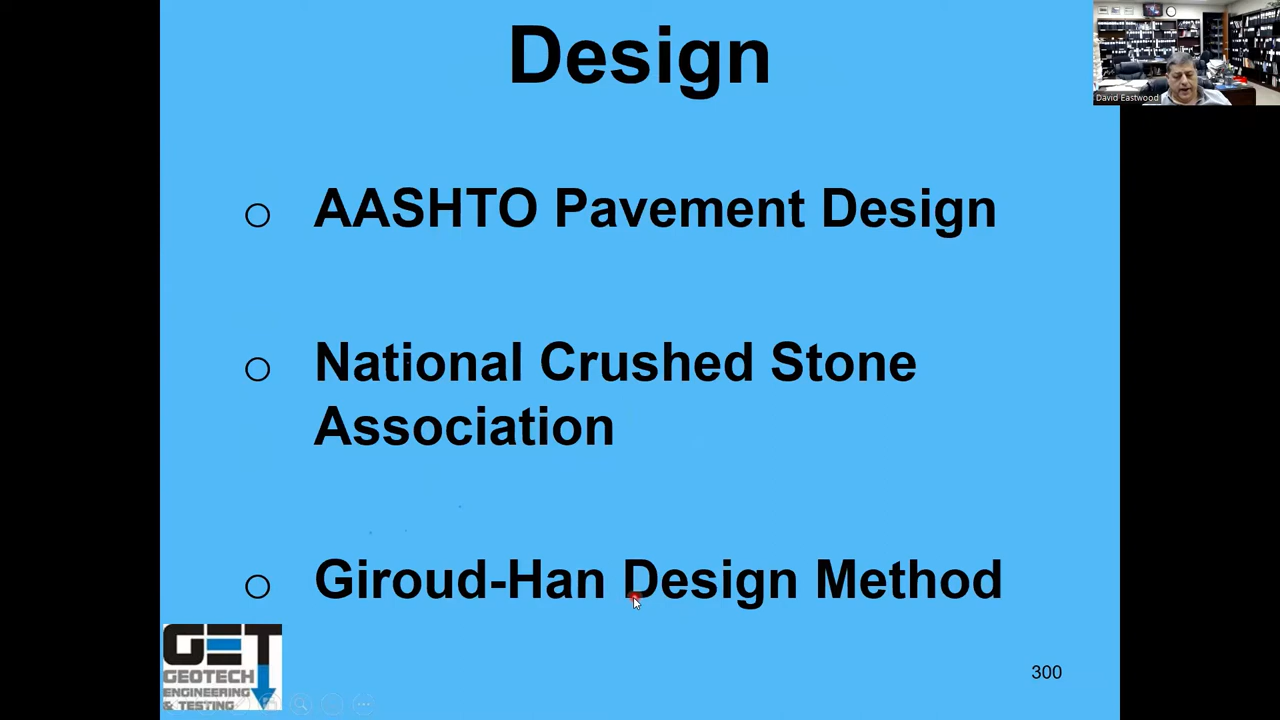 Design
David Eastwood
AASHTO Pavement Design
National Crushed Stone
Association
Giroud-Han Design Method
GET
GEOTECH
ENGINEERING
& TESTING
300